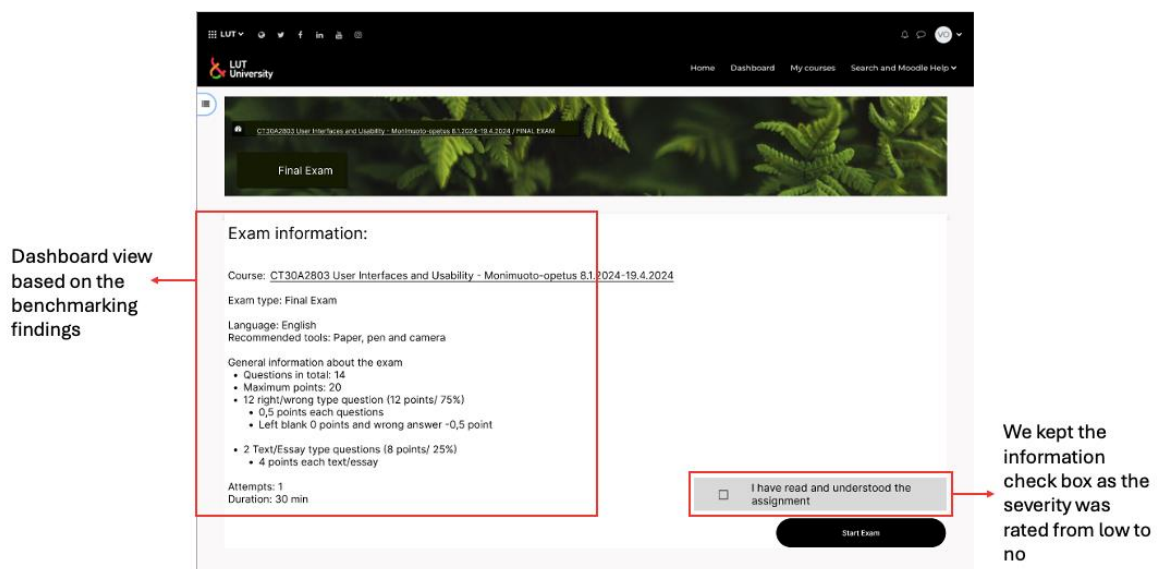 LUT
VO
LUT
University
Home Dashboard My courses Search and Moodle Help
CT30A2803 User Interfaces and Usability - Monimuoto-opetus 8.1.2024-19.4.2024 / FINAL EXAM
Final Exam
Exam information:
Course: CT30A2803 User Interfaces and Usability - Monimuoto-opetus 8.1.2024-19.4.2024
Exam type: Final Exam
Language: English
Recommended tools: Paper, pen and camera
General information about the exam
• Questions in total: 14
• Maximum points: 20
• 12 right/wrong type question (12 points/ 75%)
• 0,5 points each questions
• Left blank 0 points and wrong answer -0,5 point
• 2 Text/Essay type questions (8 points/ 25%)
• 4 points each text/essay
Attempts: 1
Duration: 30 min
I have read and understood the
assignment
Start Exam
Dashboard view
based on the
benchmarking
findings
We kept the
information
check box as the
severity was
rated from low to
no